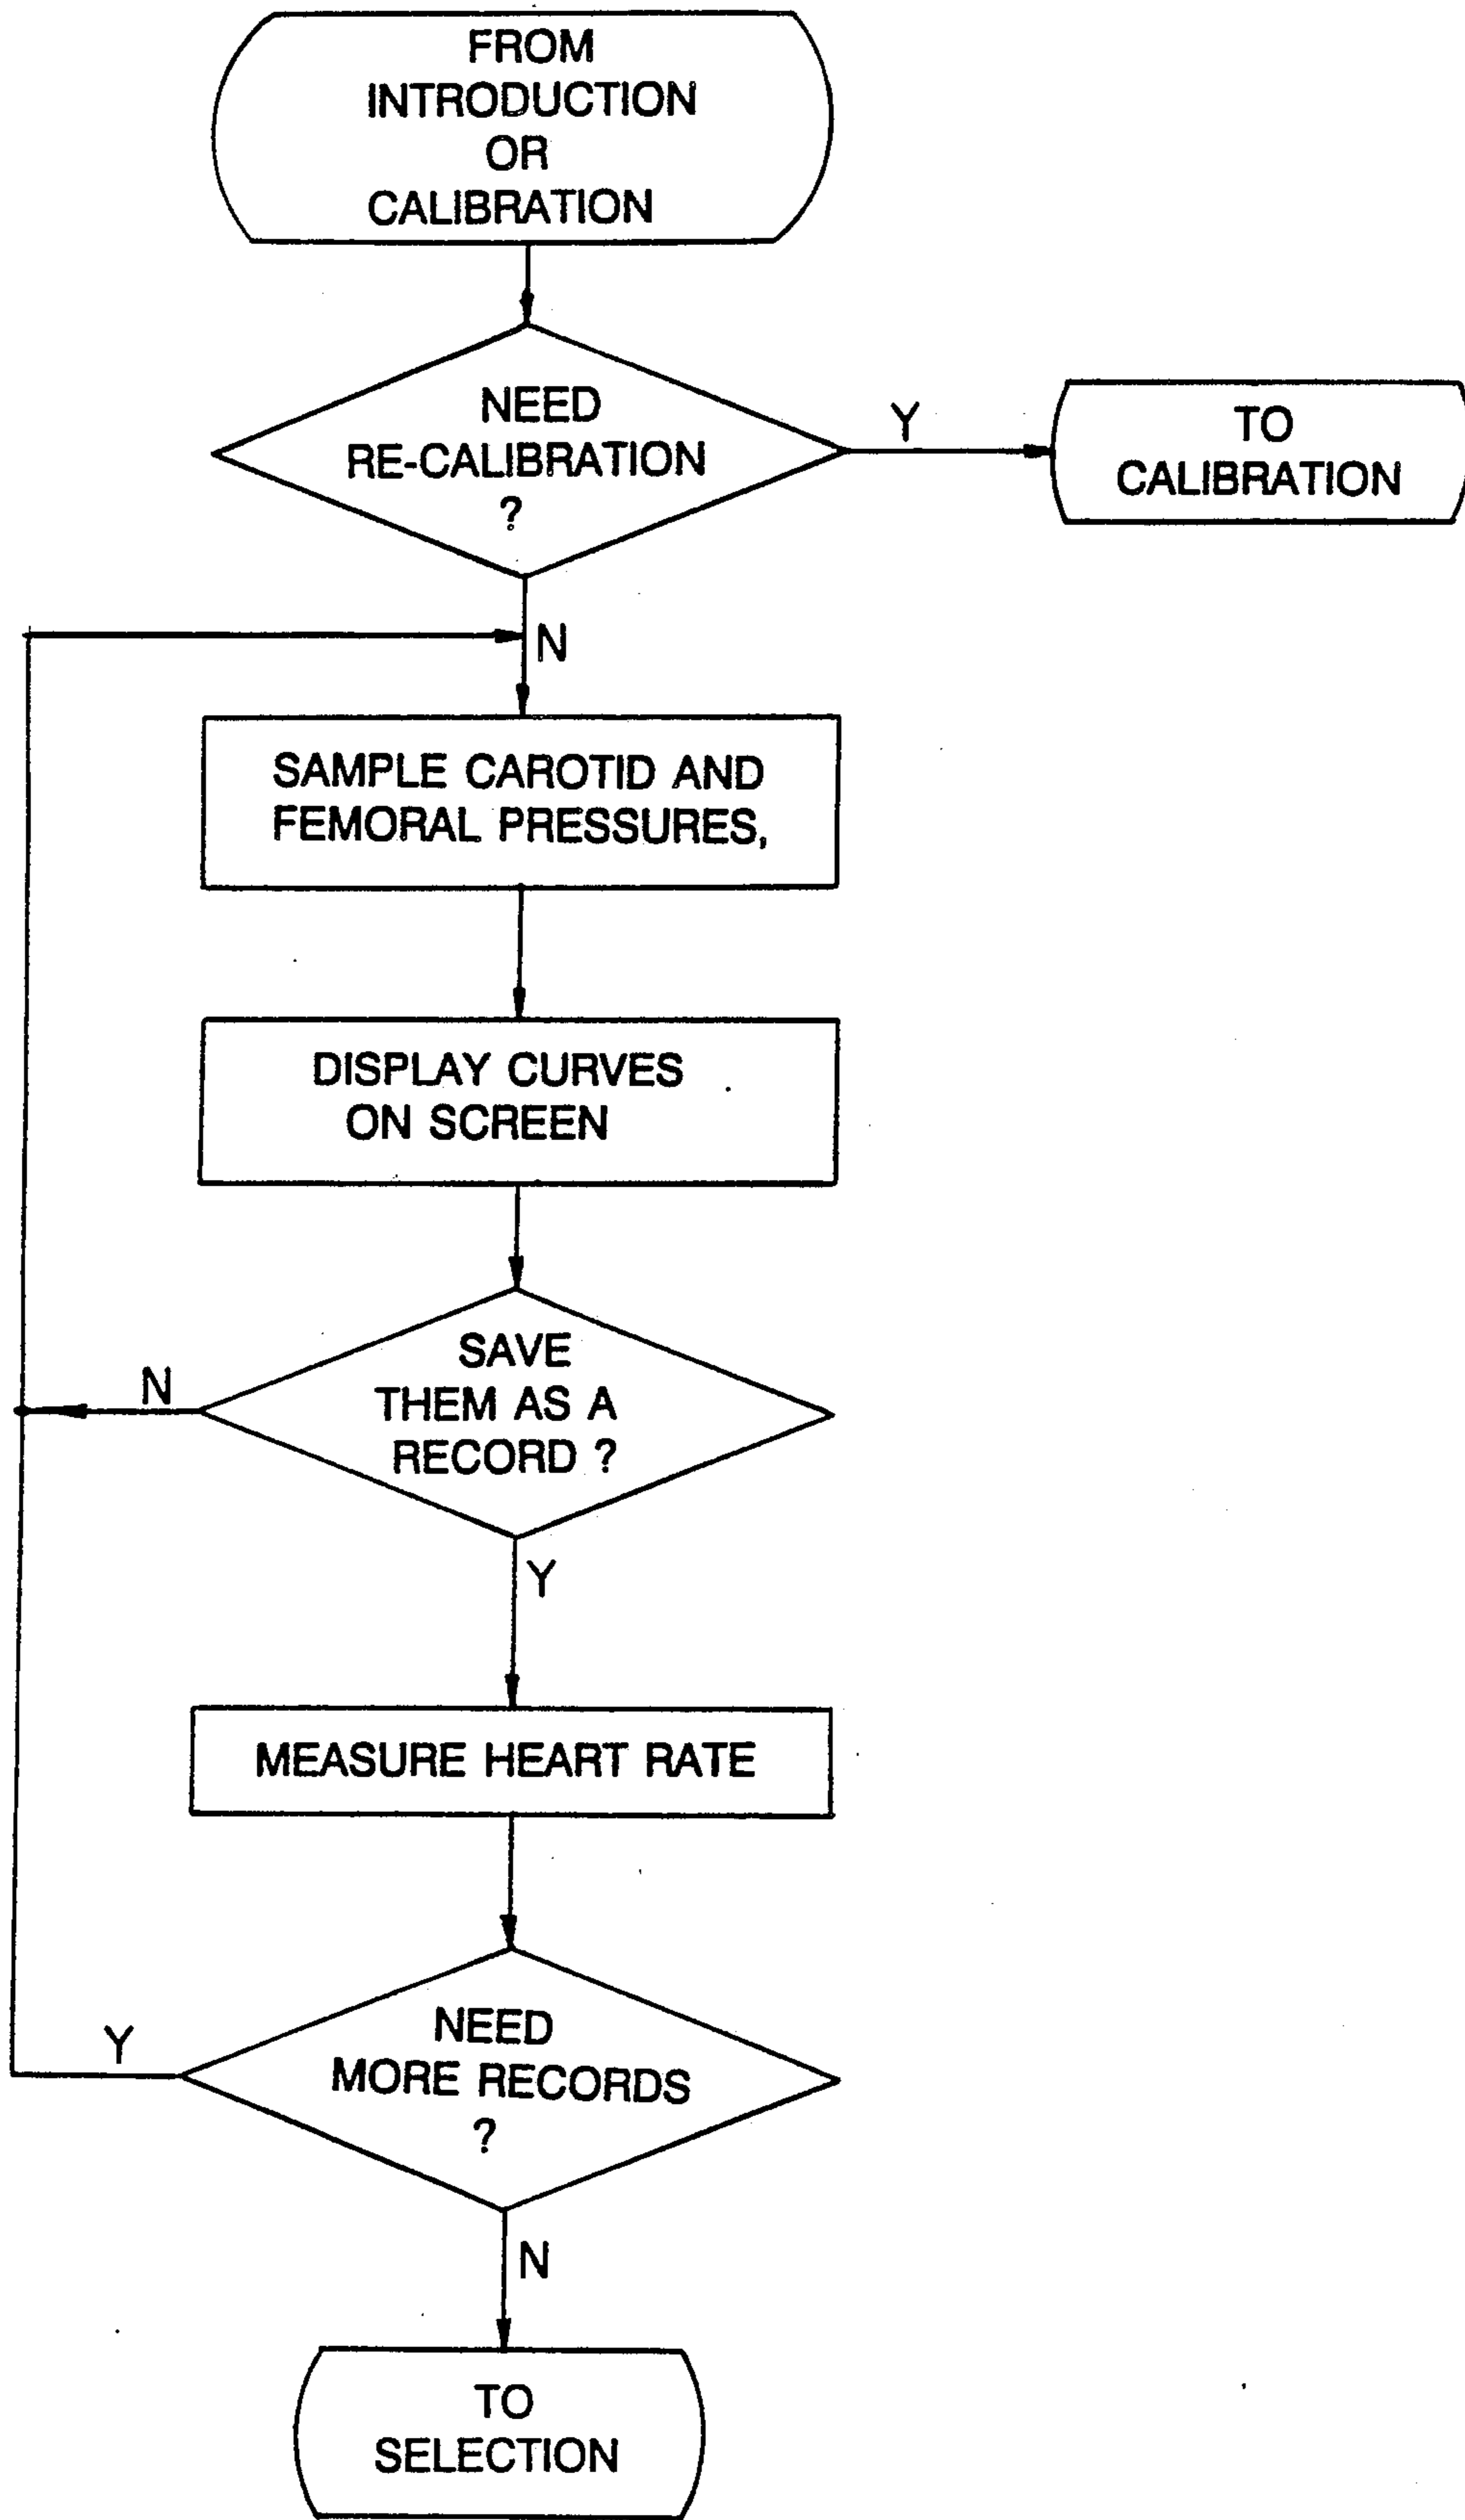 FROM
INTRODUCTION
OR
CALIBRATION
NEED
RE-CALIBRATION
?
Y
TO
CALIBRATION
N
SAMPLE CAROTID AND
FEMORAL PRESSURES,
DISPLAY CURVES
ON SCREEN
SAVE
THEM AS A
RECORD ?
N
Y
MEASURE HEART RATE
NEED
MORE RECORDS
?
Y
N
TO
SELECTION